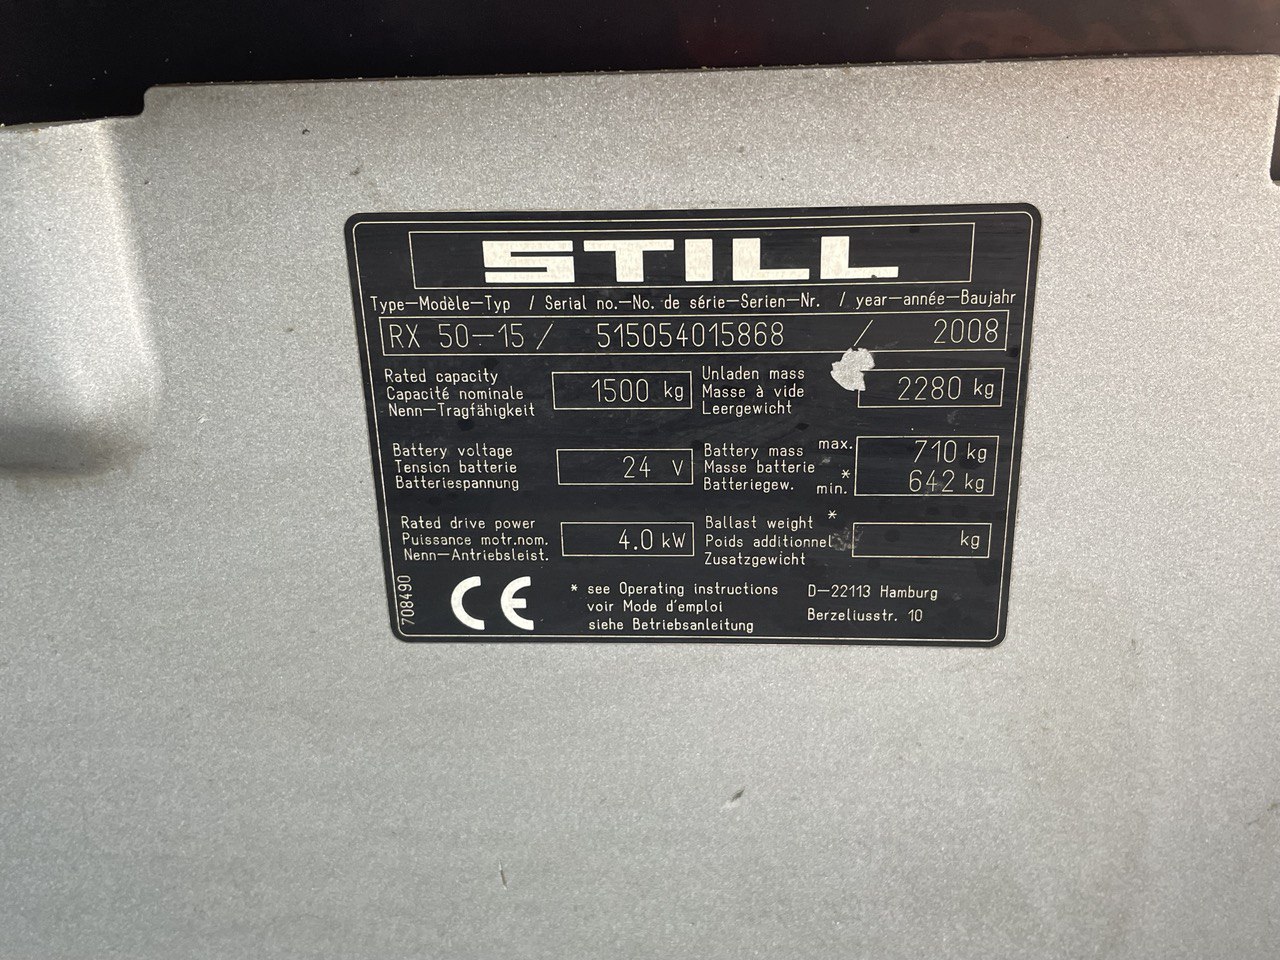 STILL
Type–Modèle–Typ / Serial no.–No. de série–Serien–Nr. / year–année–Baujahr
RX 50–15 / 515054015868 / 2008
Rated capacity
Capacité nominale
Nenn–Tragfähigkeit
1500 kg
Unladen mass
Masse à vide
Leergewicht
2280 kg
Battery voltage
Tension batterie
Batteriespannung
24 V
Battery mass
Masse batterie
Batteriegew.
max. 710 kg
* min. 642 kg
Rated drive power
Puissance motr.nom.
Nenn–Antriebsleist.
4.0 kW
Ballast weight *
Poids additionnel
Zusatzgewicht
kg
708490
CE
* see Operating instructions
voir Mode d'emploi
siehe Betriebsanleitung
D–22113 Hamburg
Berzeliusstr. 10